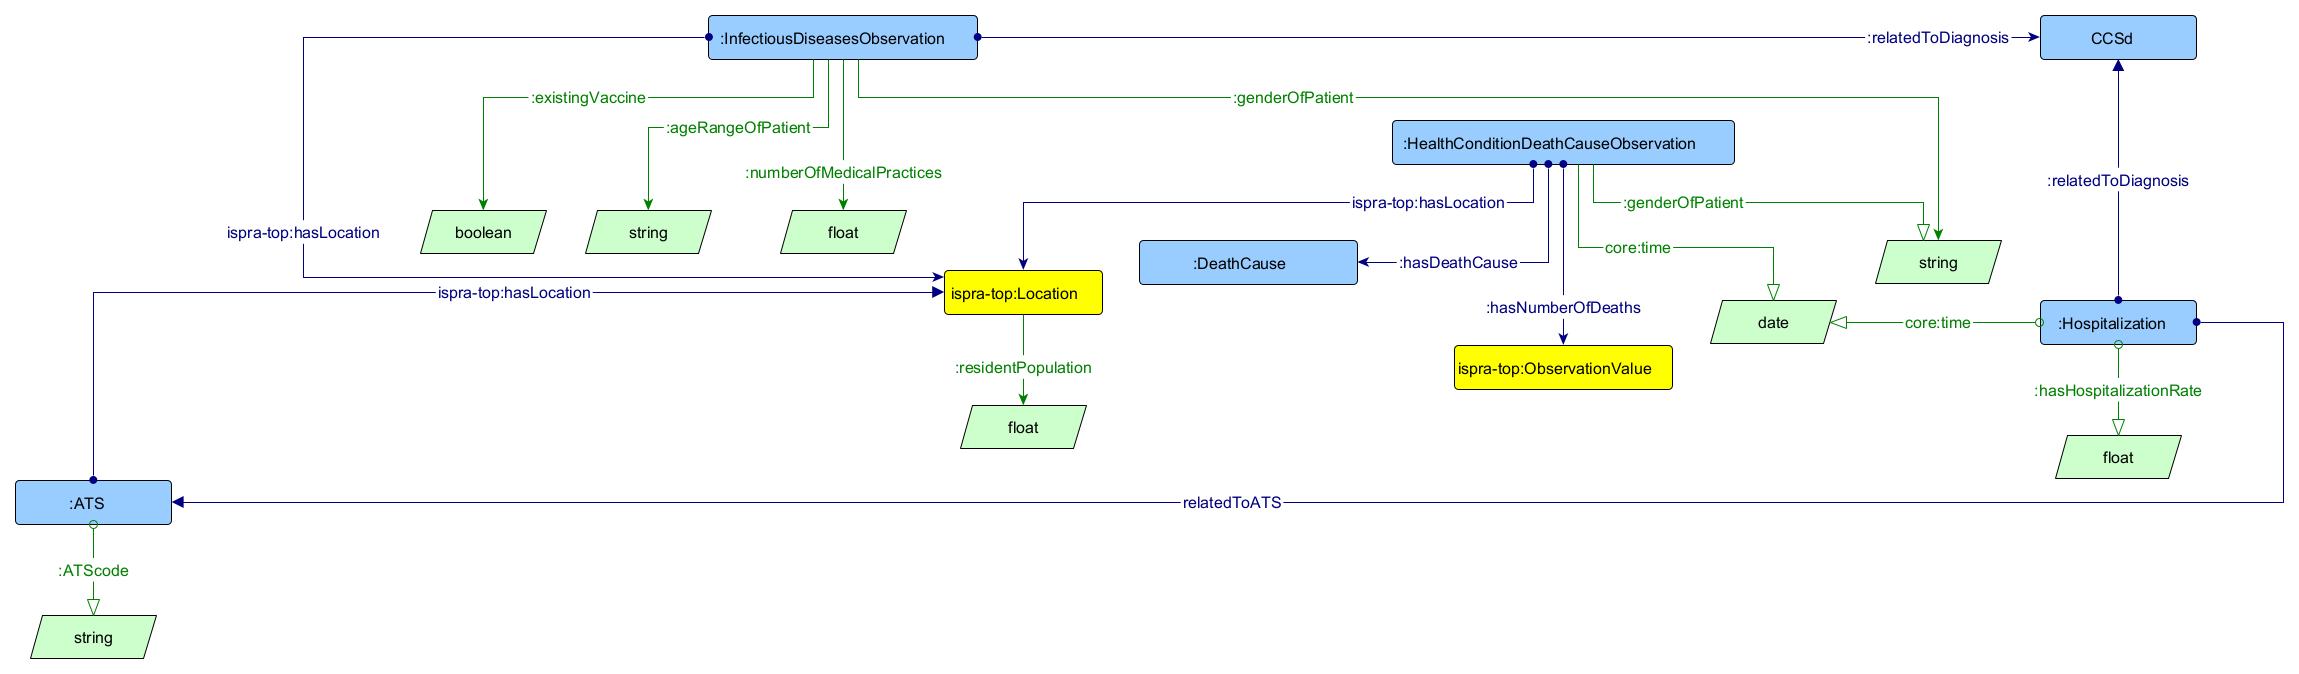 :InfectiousDiseasesObservation
:relatedToDiagnosis
CCSd
:existingVaccine
:genderOfPatient
:ageRangeOfPatient
:HealthConditionDeathCauseObservation
:numberOfMedicalPractices
:relatedToDiagnosis
ispra-top:hasLocation
:genderOfPatient
boolean
string
float
ispra-top:hasLocation
core:time
:DeathCause
:hasDeathCause
string
ispra-top:hasLocation
ispra-top:Location
:hasNumberOfDeaths
date
core:time
:Hospitalization
:residentPopulation
ispra-top:ObservationValue
:hasHospitalizationRate
float
float
:ATS
relatedToATS
:ATScode
string